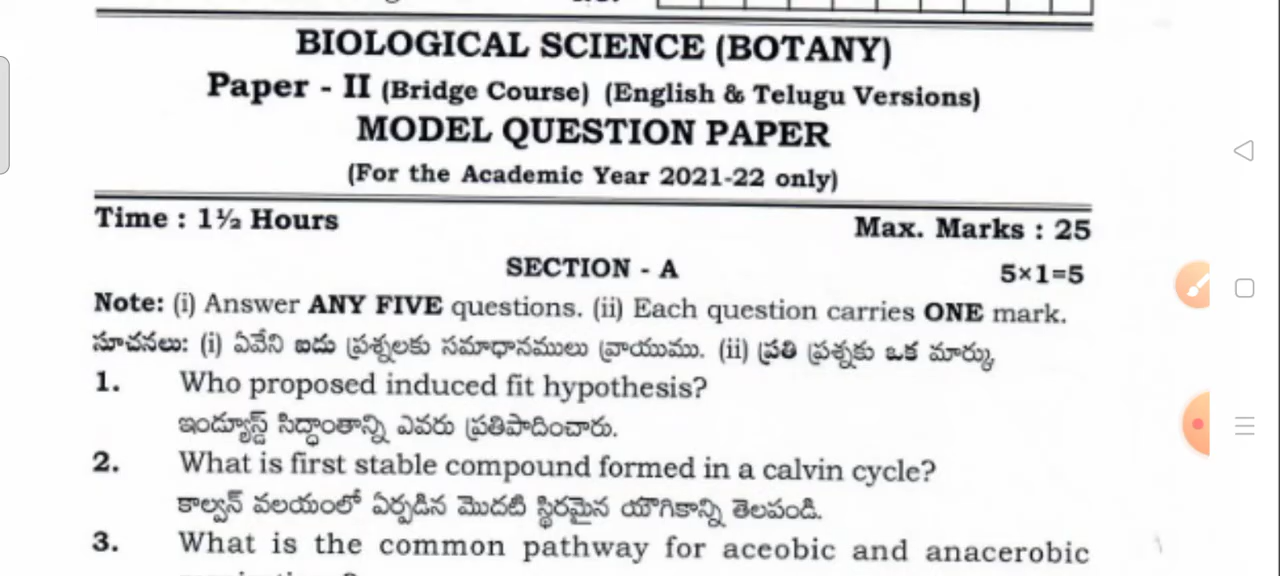 BIOLOGICAL SCIENCE (BOTANY)
Paper - II (Bridge Course) (English & Telugu Versions)
MODEL QUESTION PAPER
(For the Academic Year 2021-22 only)
Time : 1½ Hours Max. Marks : 25
SECTION - A 5×1=5
Note: (i) Answer ANY FIVE questions. (ii) Each question carries ONE mark.
సూచనలు: (i) ఏవేని ఐదు ప్రశ్నలకు సమాధానములు వ్రాయుము. (ii) ప్రతి ప్రశ్నకు ఒక మార్కు
1. Who proposed induced fit hypothesis?
ఇండ్యూస్డ్ సిద్ధాంతాన్ని ఎవరు ప్రతిపాదించారు.
2. What is first stable compound formed in a calvin cycle?
కాల్వన్ వలయంలో ఏర్పడిన మొదటి స్థిరమైన యౌగికాన్ని తెలపండి.
3. What is the common pathway for aceobic and anacerobic